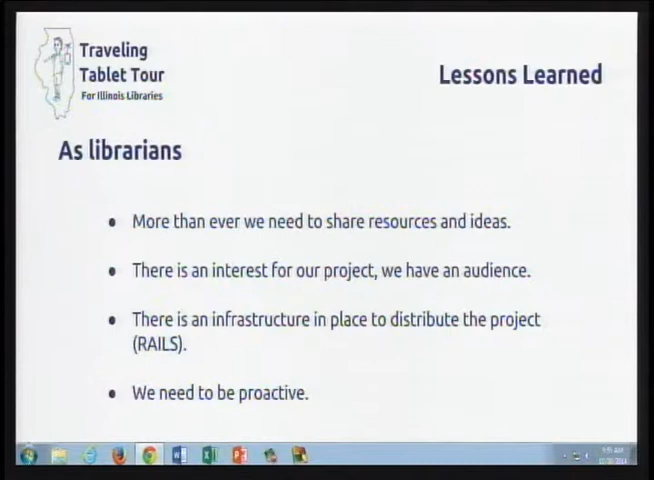 Traveling
Tablet Tour
For Illinois Libraries
Lessons Learned
As librarians
• More than ever we need to share resources and ideas.
• There is an interest for our project, we have an audience.
• There is an infrastructure in place to distribute the project
(RAILS).
• We need to be proactive.